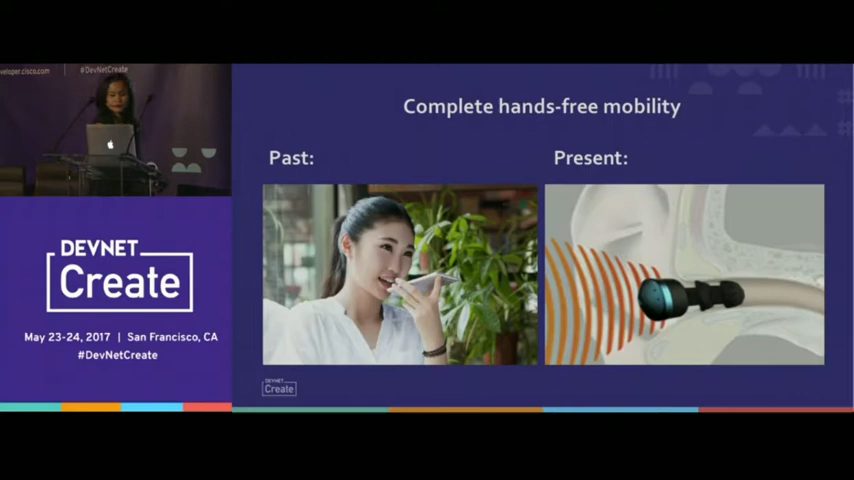 veloper.cisco.com
#DevNetCreate
DEVNET
Create
May 23-24, 2017 | San Francisco, CA
#DevNetCreate
Complete hands-free mobility
Past:
Present:
DEVNET
Create